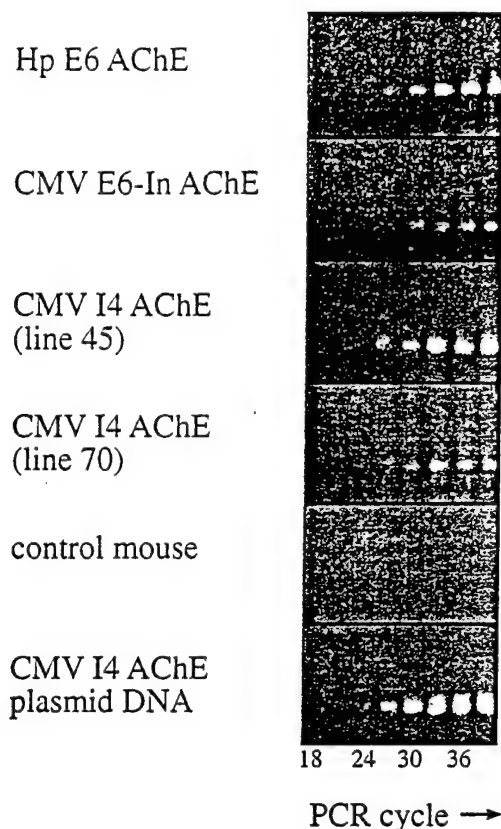 Hp E6 AChE
CMV E6-In AChE
CMV I4 AChE
(line 45)
CMV I4 AChE
(line 70)
control mouse
CMV I4 AChE
plasmid DNA
18 24 30 36
PCR cycle →